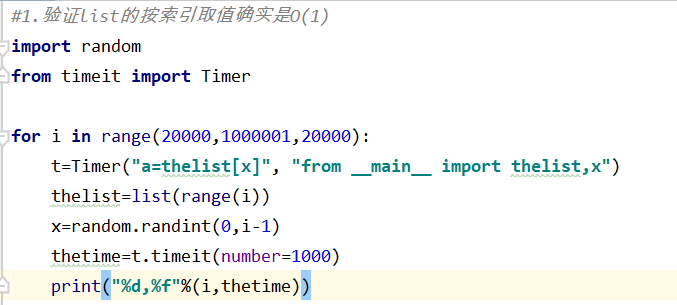 #1.验证list的按索引取值确实是O(1)
import random
from timeit import Timer
for i in range(20000,1000001,20000):
    t=Timer("a=thelist[x]", "from __main__ import thelist,x")
    thelist=list(range(i))
    x=random.randint(0,i-1)
    thetime=t.timeit(number=1000)
    print("%d,%f"%(i,thetime))